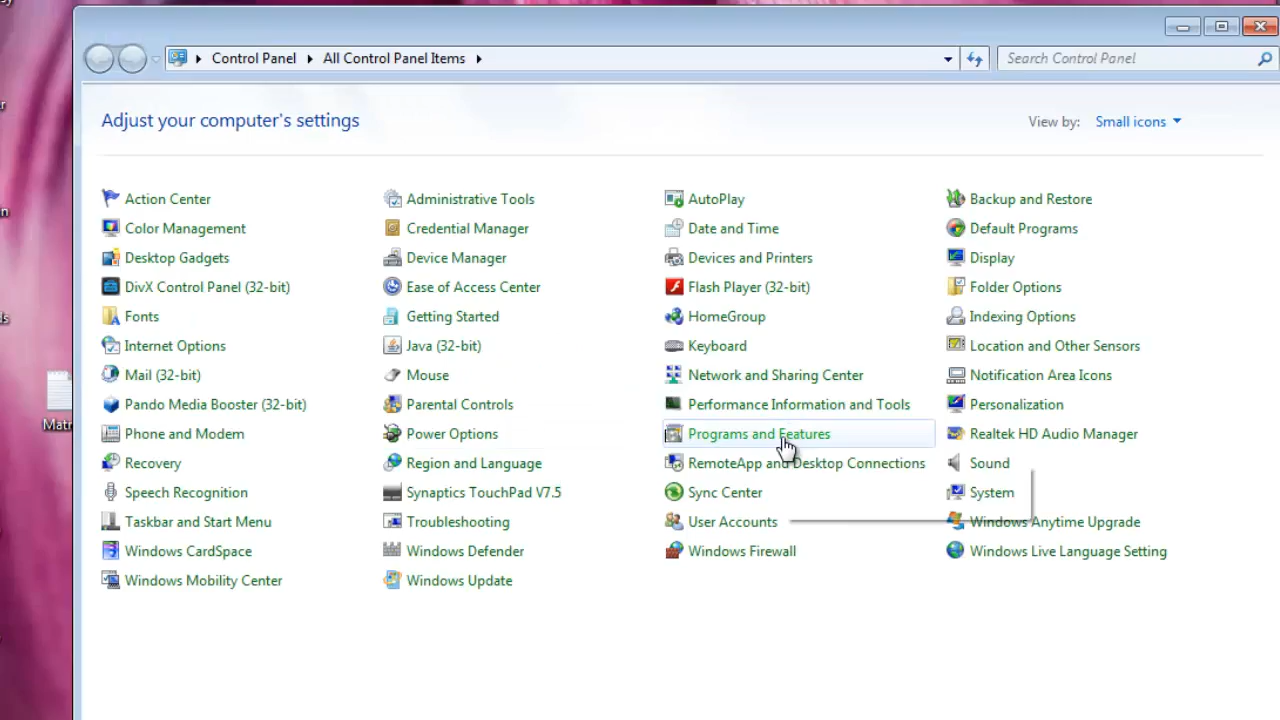 Control Panel All Control Panel Items Search Control Panel
Adjust your computer's settings
View by: Small icons
Action Center Administrative Tools AutoPlay Backup and Restore
Color Management Credential Manager Date and Time Default Programs
Desktop Gadgets Device Manager Devices and Printers Display
DivX Control Panel (32-bit) Ease of Access Center Flash Player (32-bit) Folder Options
Fonts Getting Started HomeGroup Indexing Options
Internet Options Java (32-bit) Keyboard Location and Other Sensors
Mail (32-bit) Mouse Network and Sharing Center Notification Area Icons
Pando Media Booster (32-bit) Parental Controls Performance Information and Tools Personalization
Matr
Phone and Modem Power Options Programs and Features Realtek HD Audio Manager
Recovery Region and Language RemoteApp and Desktop Connections Sound
Speech Recognition Synaptics TouchPad V7.5 Sync Center System
Taskbar and Start Menu Troubleshooting User Accounts Windows Anytime Upgrade
Windows CardSpace Windows Defender Windows Firewall Windows Live Language Setting
Windows Mobility Center Windows Update